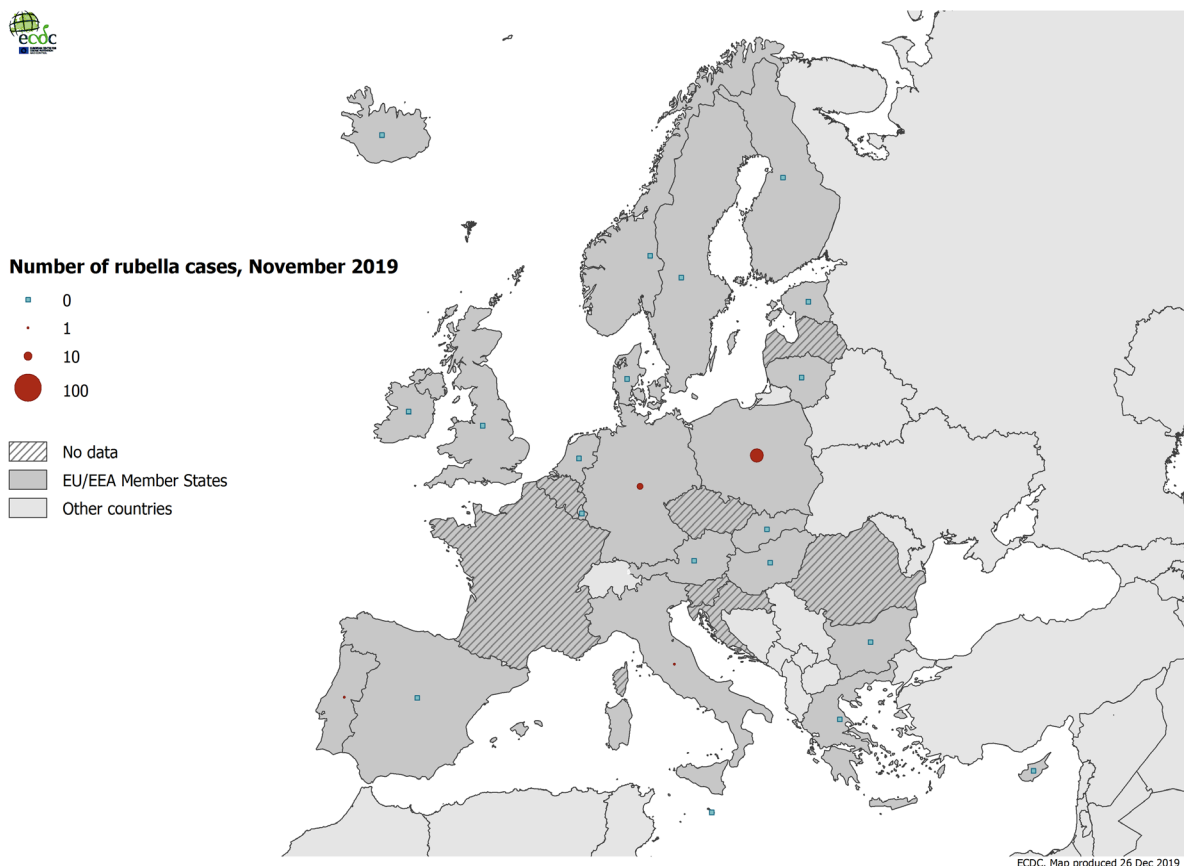 ecdc
Number of rubella cases, November 2019
0
1
10
100
No data
EU/EEA Member States
Other countries
ECDC. Map produced 26 Dec 2019